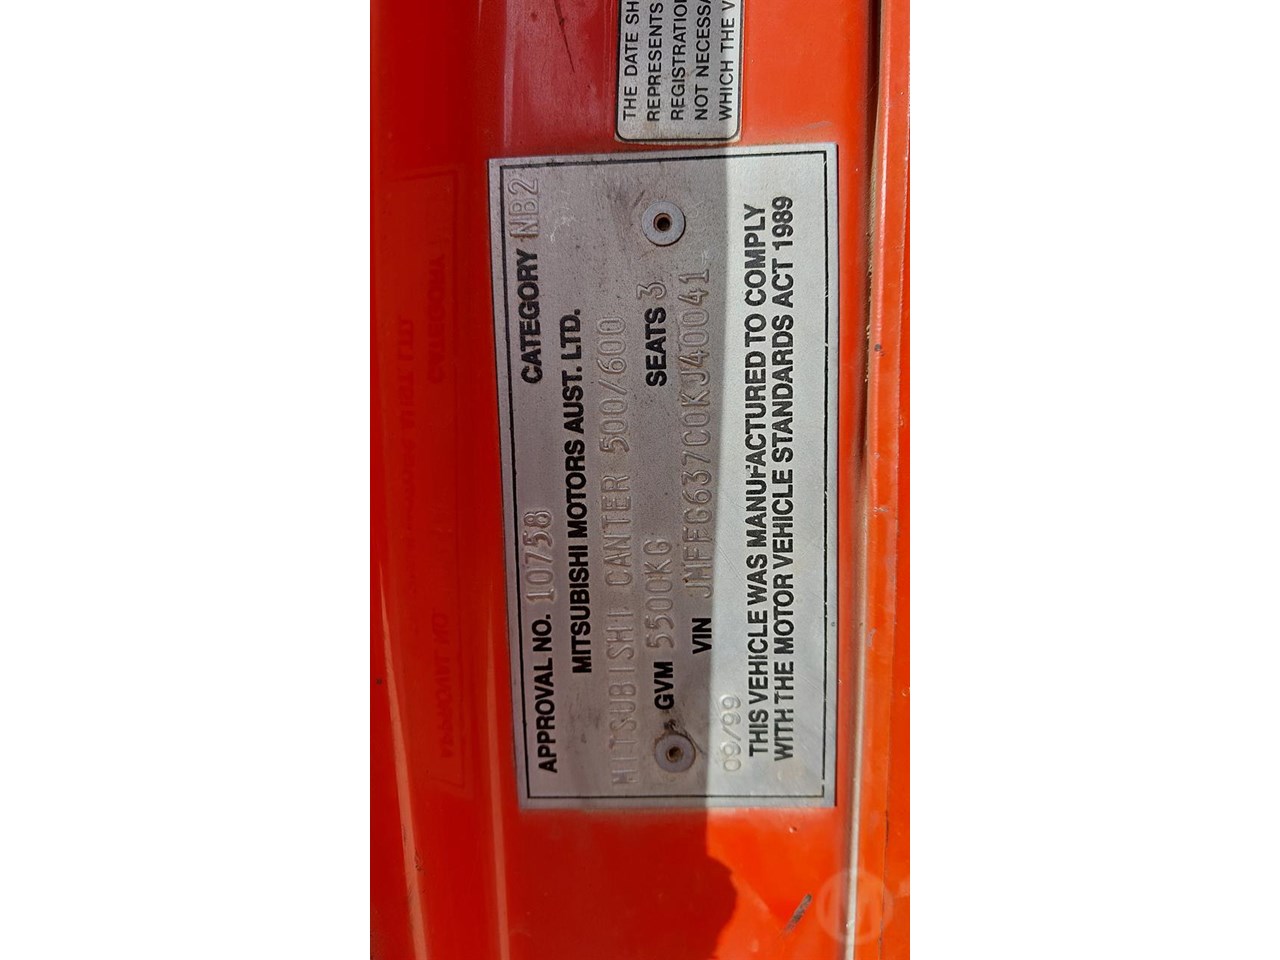 THE DATE SH
REPRESENTS
REGISTRATIO
NOT NECESSA
WHICH THE V
APPROVAL NO. 10758 CATEGORY NB2
MITSUBISHI MOTORS AUST. LTD.
MITSUBISHI CANTER 500/600
GVM 5500KG SEATS 3
VIN JMFFG637C0KJ40041
09/99
THIS VEHICLE WAS MANUFACTURED TO COMPLY
WITH THE MOTOR VEHICLE STANDARDS ACT 1989